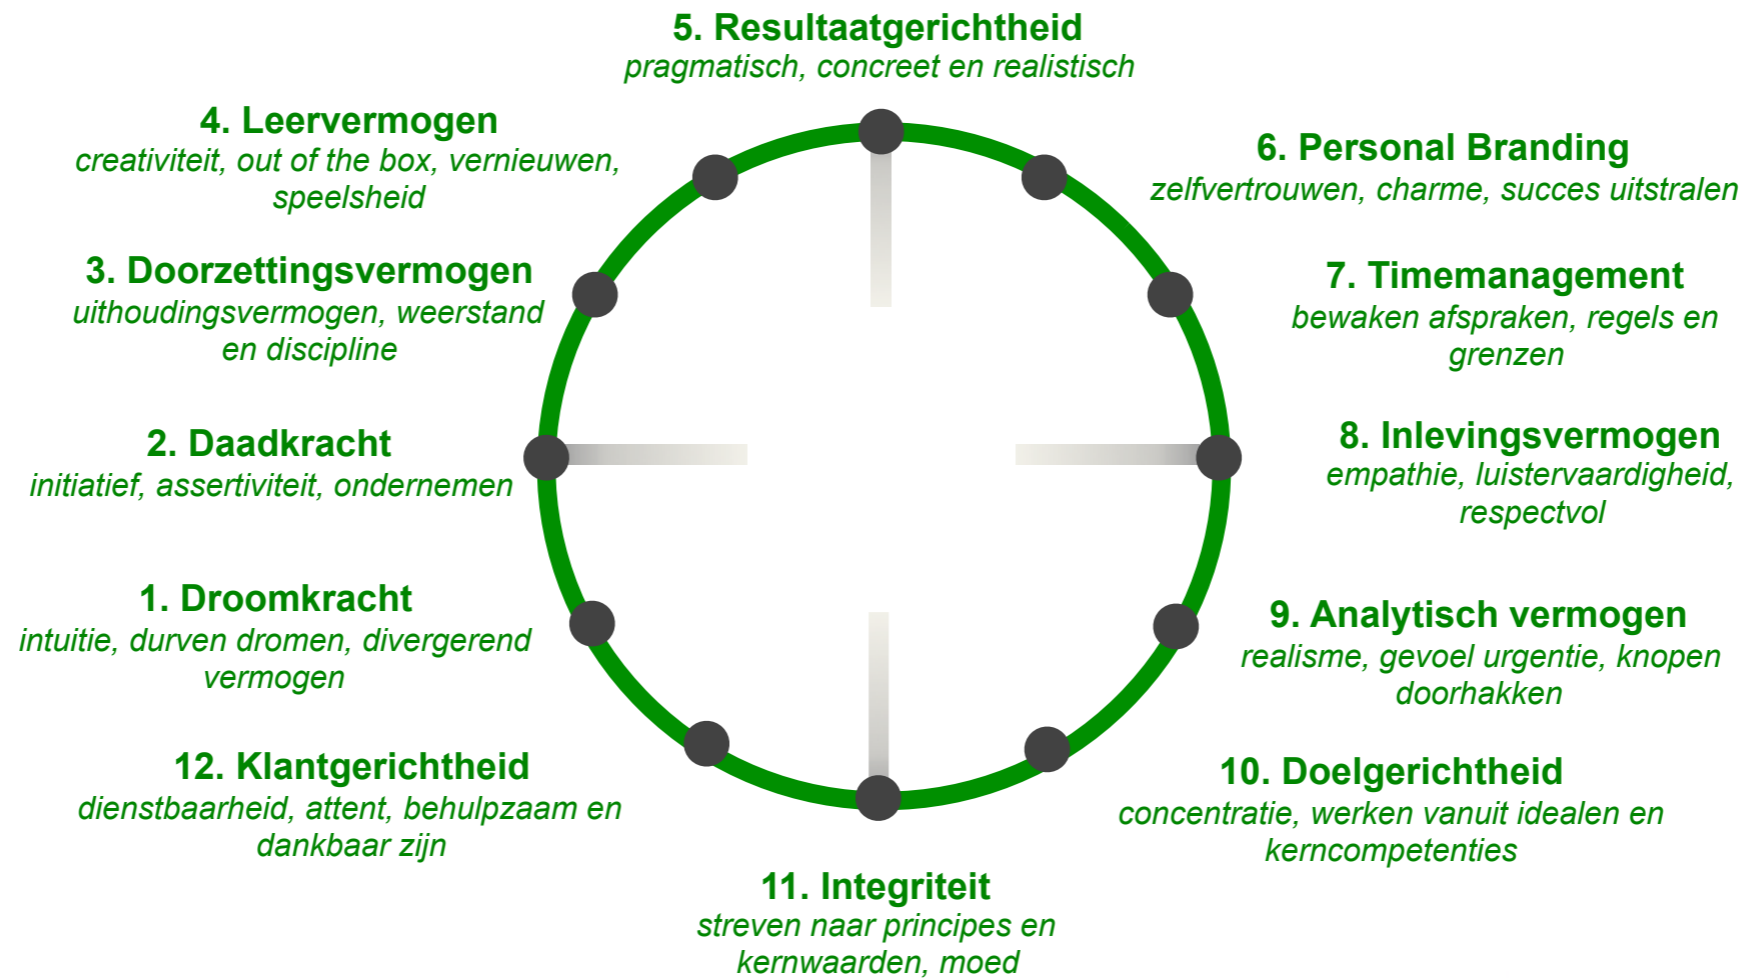 5. Resultaatgerichtheid
pragmatisch, concreet en realistisch
4. Leervermogen
creativiteit, out of the box, vernieuwen,
speelsheid
6. Personal Branding
zelfvertrouwen, charme, succes uitstralen
3. Doorzettingsvermogen
uithoudingsvermogen, weerstand
en discipline
7. Timemanagement
bewaken afspraken, regels en
grenzen
2. Daadkracht
initiatief, assertiviteit, ondernemen
8. Inlevingsvermogen
empathie, luistervaardigheid,
respectvol
1. Droomkracht
intuitie, durven dromen, divergerend
vermogen
9. Analytisch vermogen
realisme, gevoel urgentie, knopen
doorhakken
12. Klantgerichtheid
dienstbaarheid, attent, behulpzaam en
dankbaar zijn
10. Doelgerichtheid
concentratie, werken vanuit idealen en
kerncompetenties
11. Integriteit
streven naar principes en
kernwaarden, moed